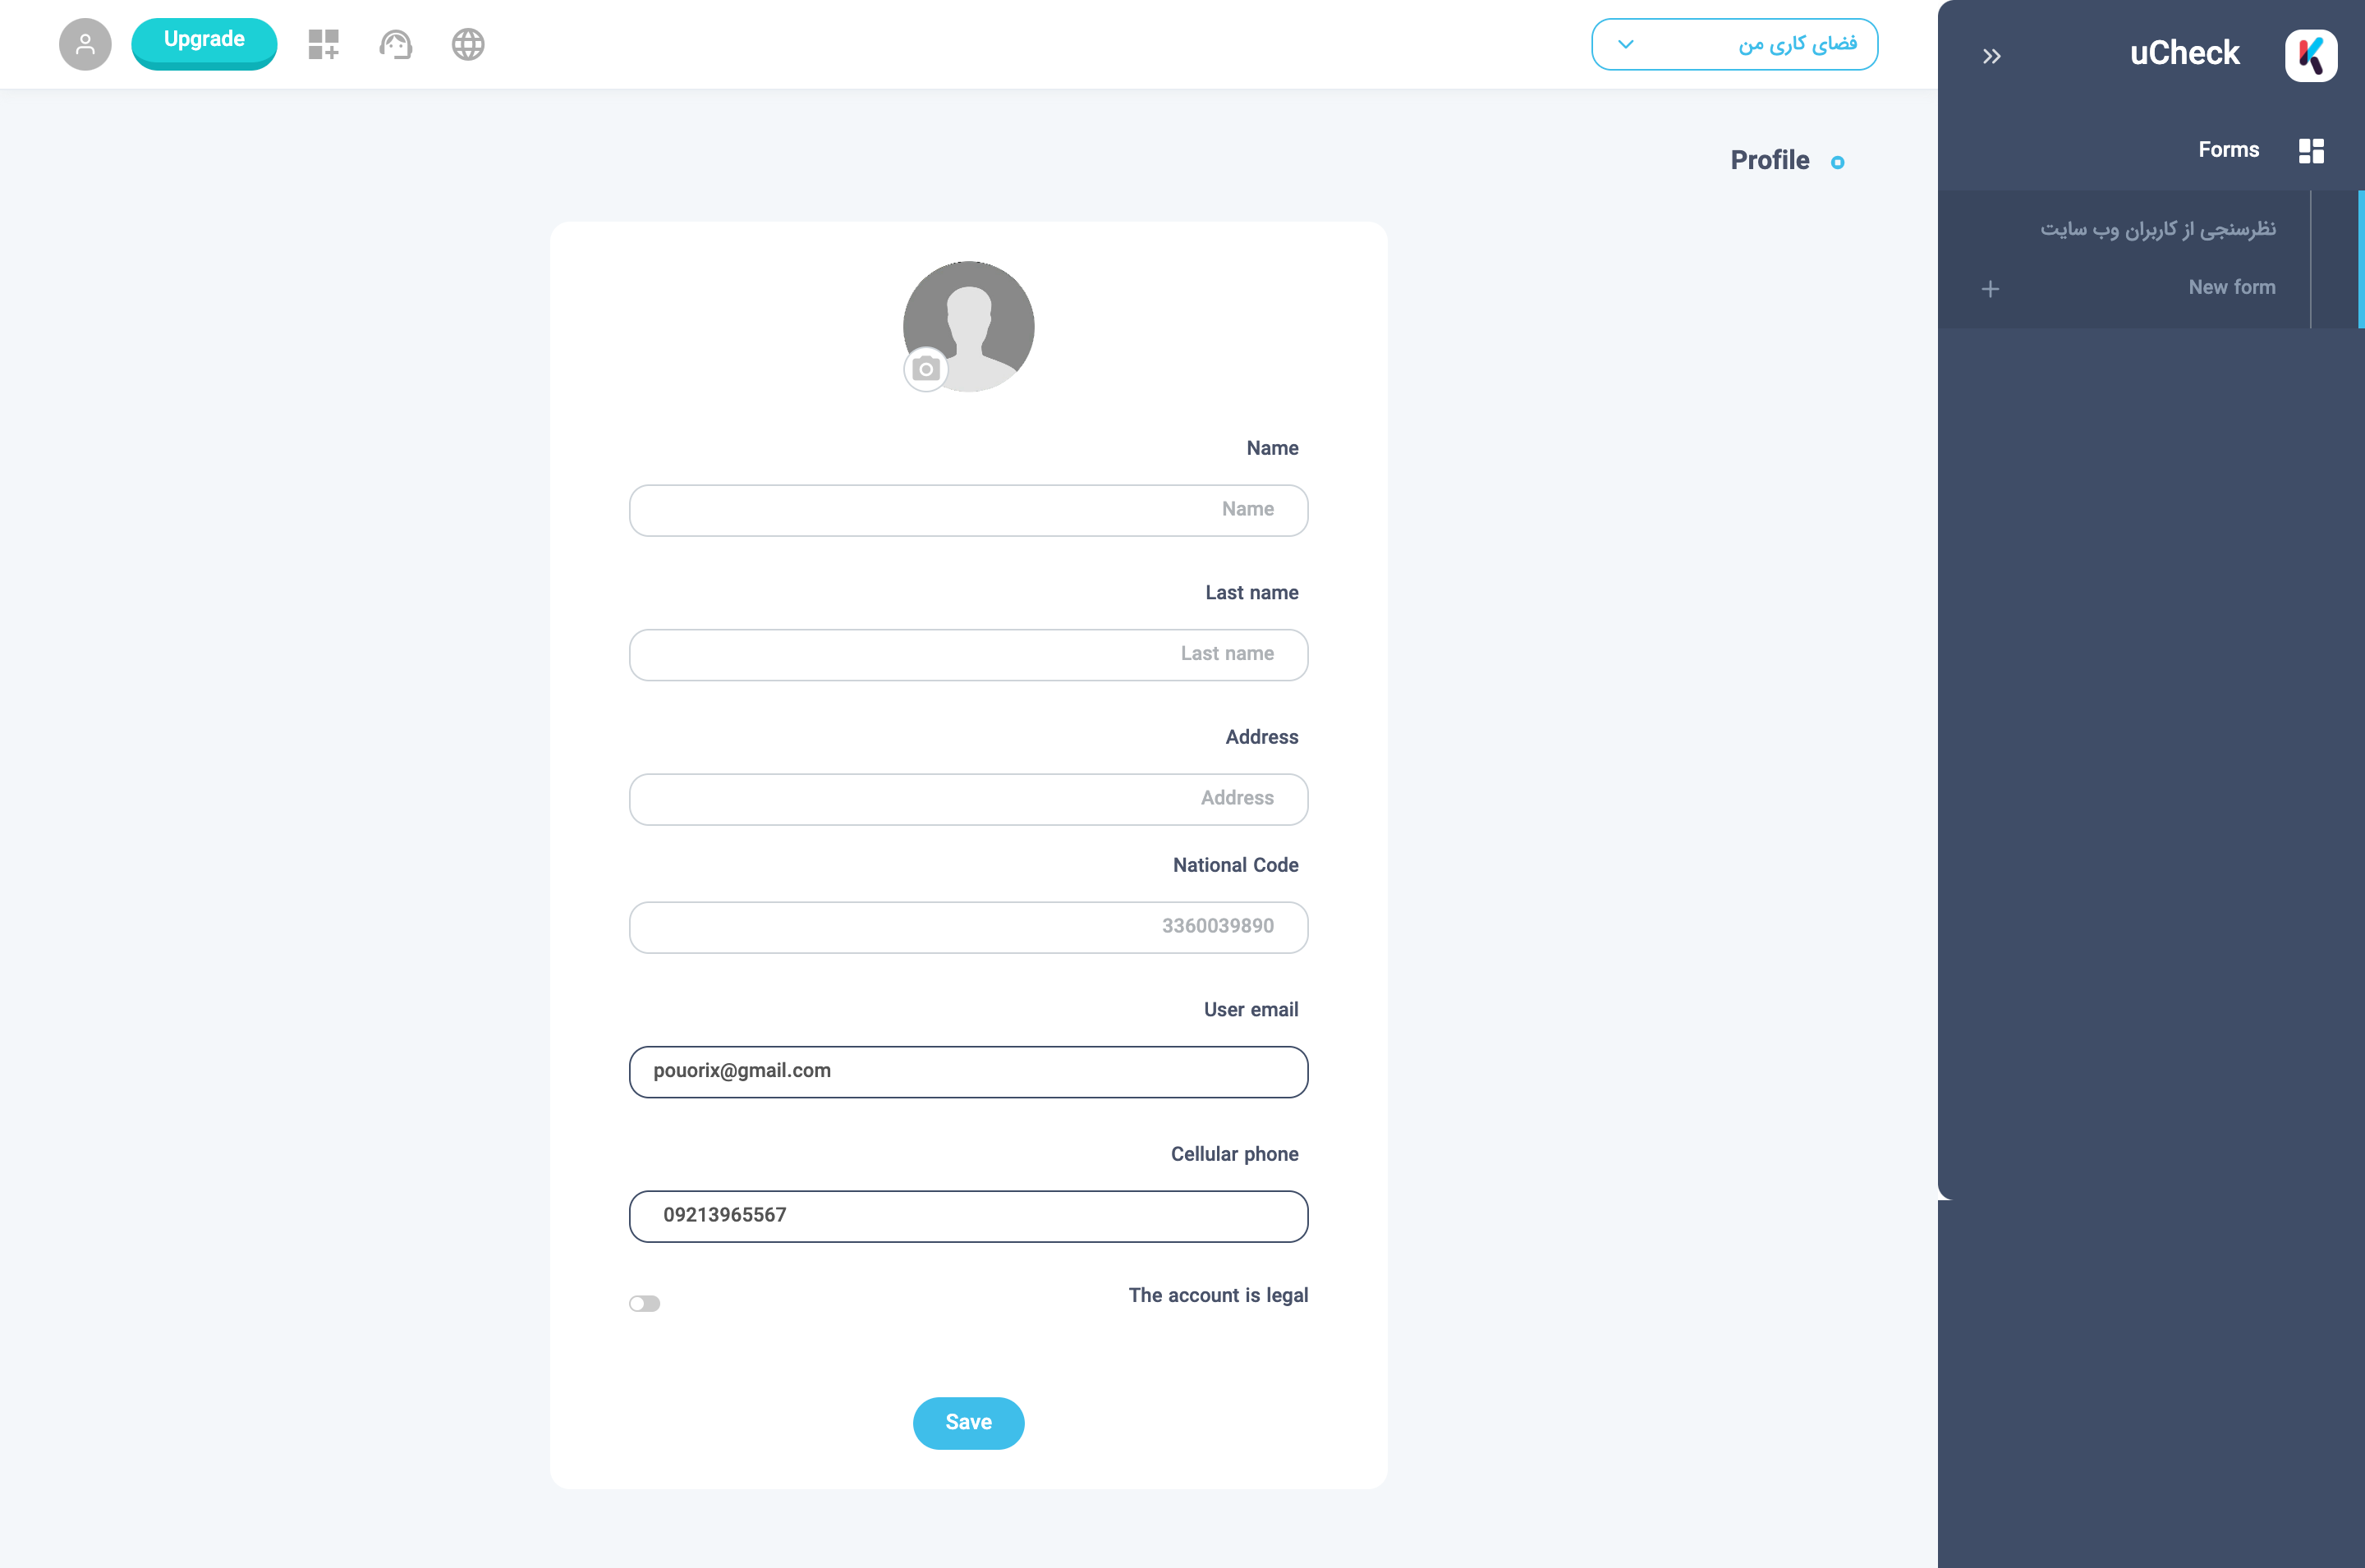 uCheck
فضای کاری من
Upgrade
Forms
نظرسنجی از کاربران وب سایت
New form
Profile
Name
Name
Last name
Last name
Address
Address
National Code
3360039890
User email
pouorix@gmail.com
Cellular phone
09213965567
The account is legal
Save